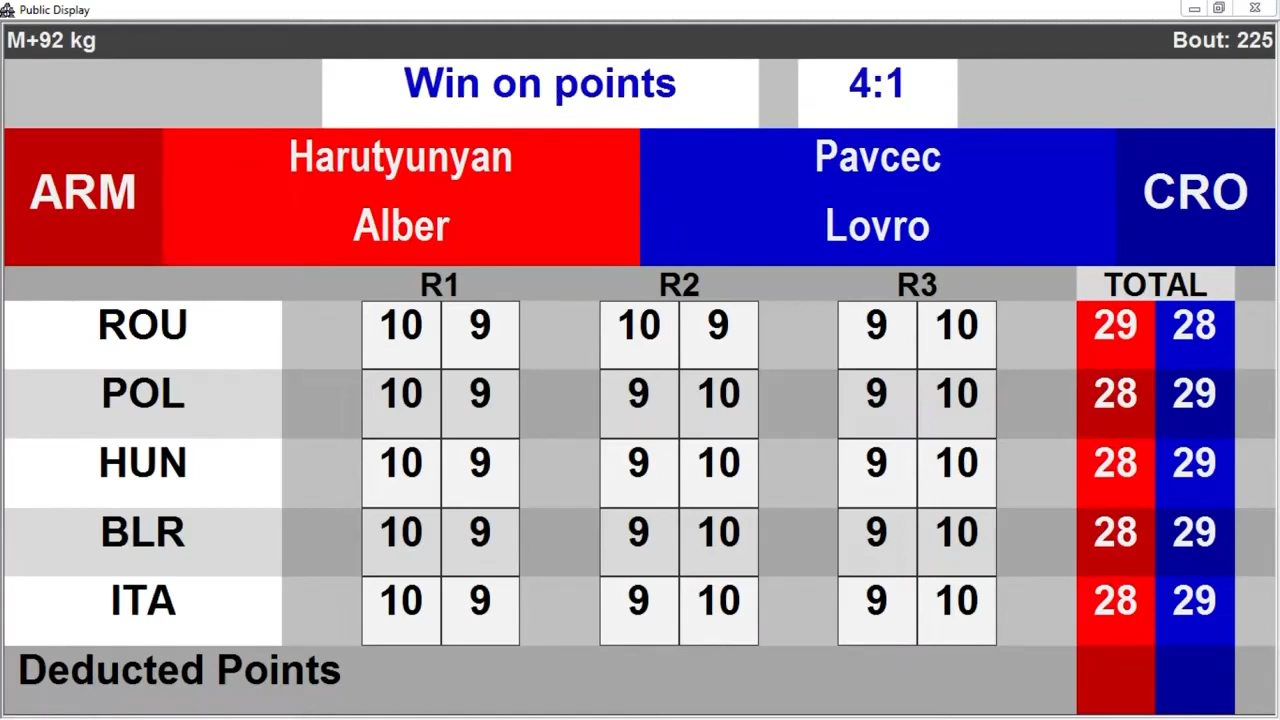 Public Display
M+92 kg Bout: 225
Win on points 4:1
ARM Harutyunyan Alber Pavcec Lovro CRO
R1 R2 R3 TOTAL
ROU 10 9 10 9 9 10 29 28
POL 10 9 9 10 9 10 28 29
HUN 10 9 9 10 9 10 28 29
BLR 10 9 9 10 9 10 28 29
ITA 10 9 9 10 9 10 28 29
Deducted Points